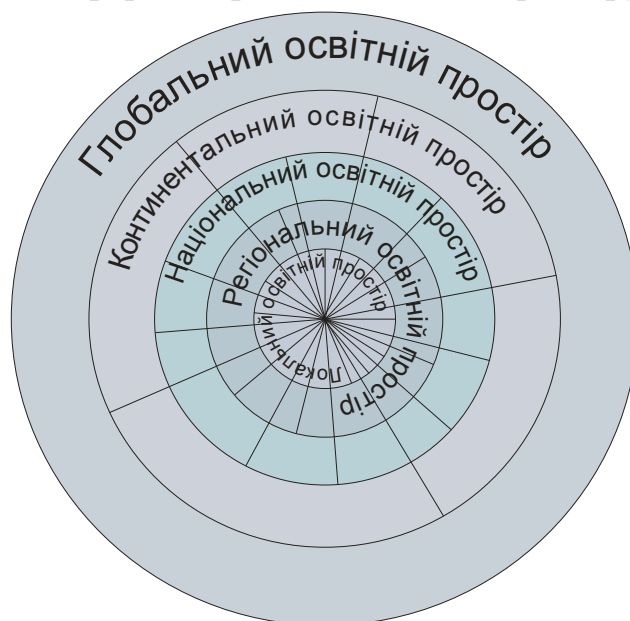 Глобальний освітній простір
Континентальний освітній простір
Національний освітній простір
Регіональний освітній простір
Локальний освітній простір